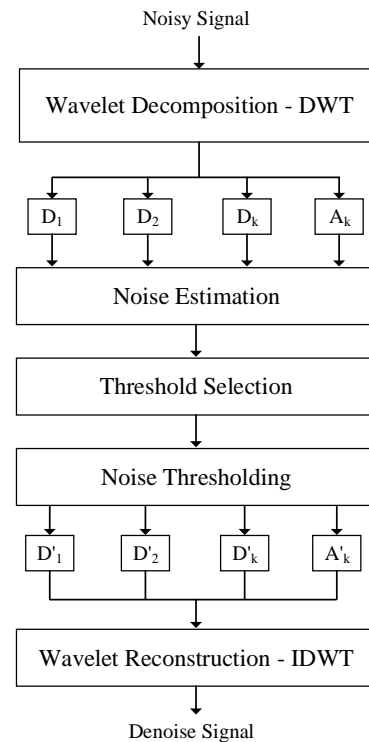 Noisy Signal
Wavelet Decomposition - DWT
D₁ D₂ Dₖ Aₖ
Noise Estimation
Threshold Selection
Noise Thresholding
D'₁ D'₂ D'ₖ A'ₖ
Wavelet Reconstruction - IDWT
Denoise Signal